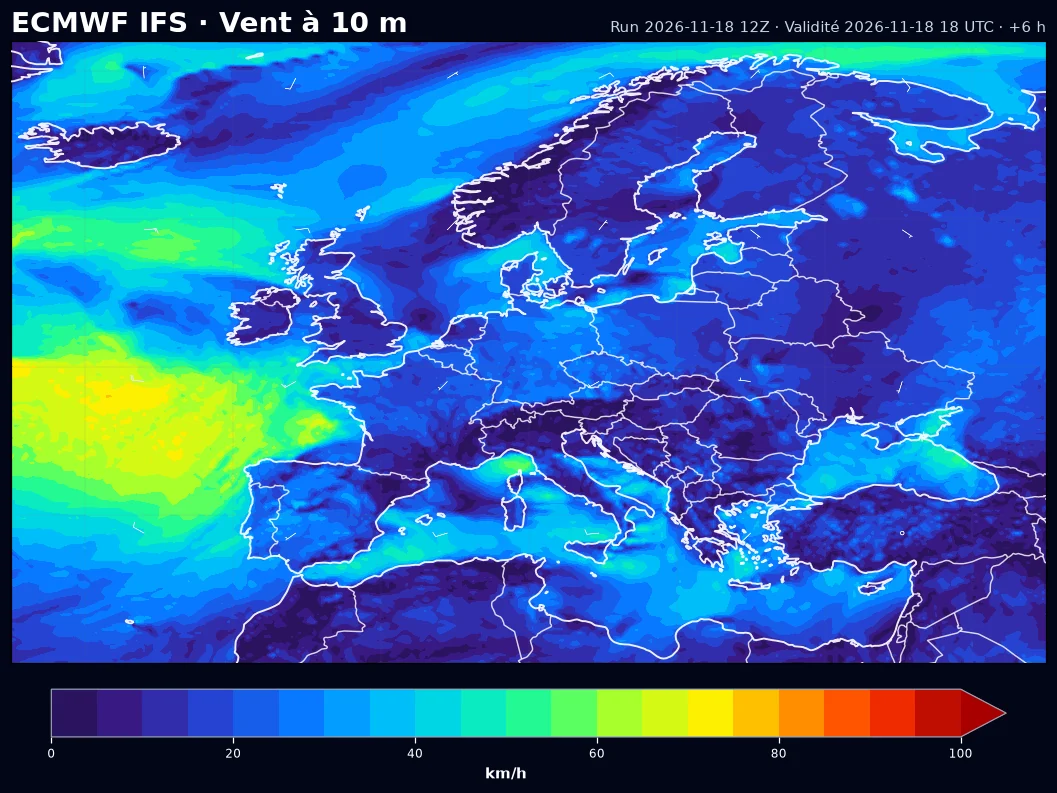 ECMWF IFS · Vent à 10 m
Run 2026-11-18 12Z · Validité 2026-11-18 18 UTC · +6 h
0 20 40 60 80 100
km/h